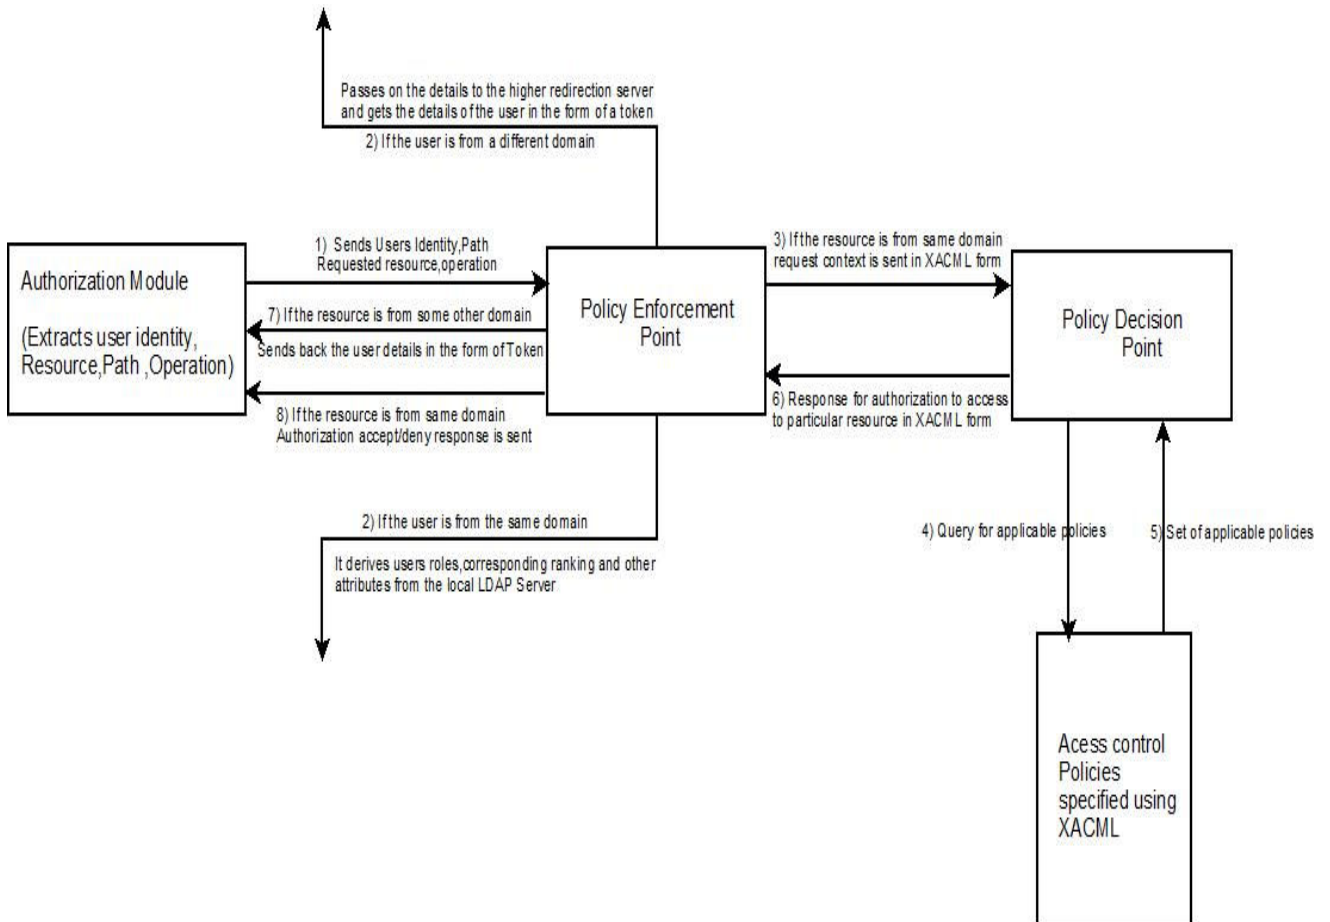 Passes on the details to the higher redirection server
and gets the details of the user in the form of a token
2) If the user is from a different domain
Authorization Module
(Extracts user identity,
Resource,Path ,Operation)
1) Sends Users Identity,Path
Requested resource,operation
7) If the resource is from some other domain
Sends back the user details in the form of Token
8) If the resource is from same domain
Authorization accept/deny response is sent
Policy Enforcement
Point
3) If the resource is from same domain
request context is sent in XACML form
6) Response for authorization to access
to particular resource in XACML form
Policy Decision
Point
2) If the user is from the same domain
It derives users roles,corresponding ranking and other
attributes from the local LDAP Server
4) Query for applicable policies
5) Set of applicable policies
Acess control
Policies
specified using
XACML